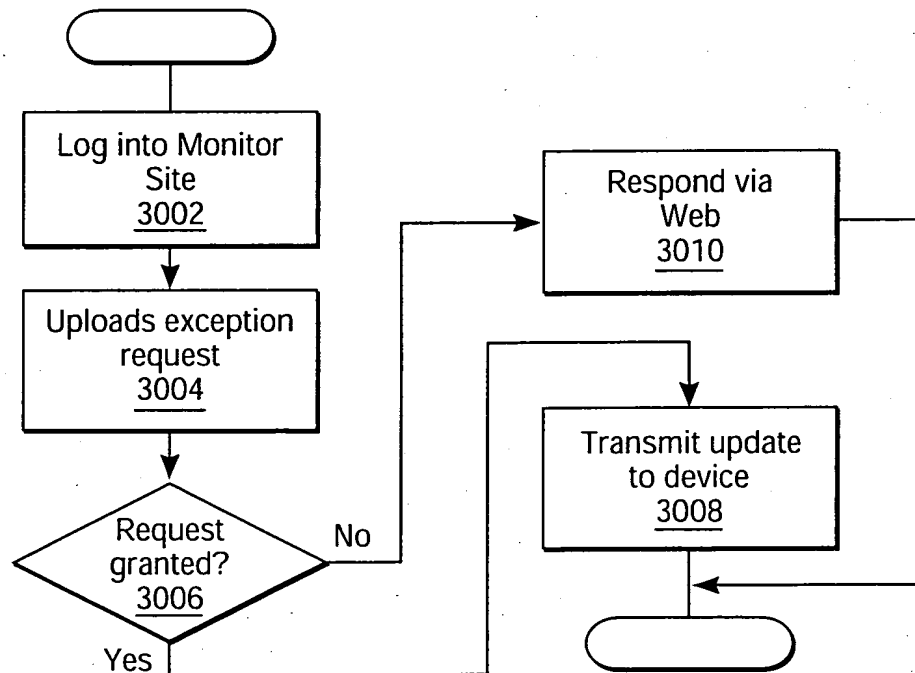 Log into Monitor
Site
3002
Uploads exception
request
3004
Request
granted?
3006
No
Yes
Respond via
Web
3010
Transmit update
to device
3008